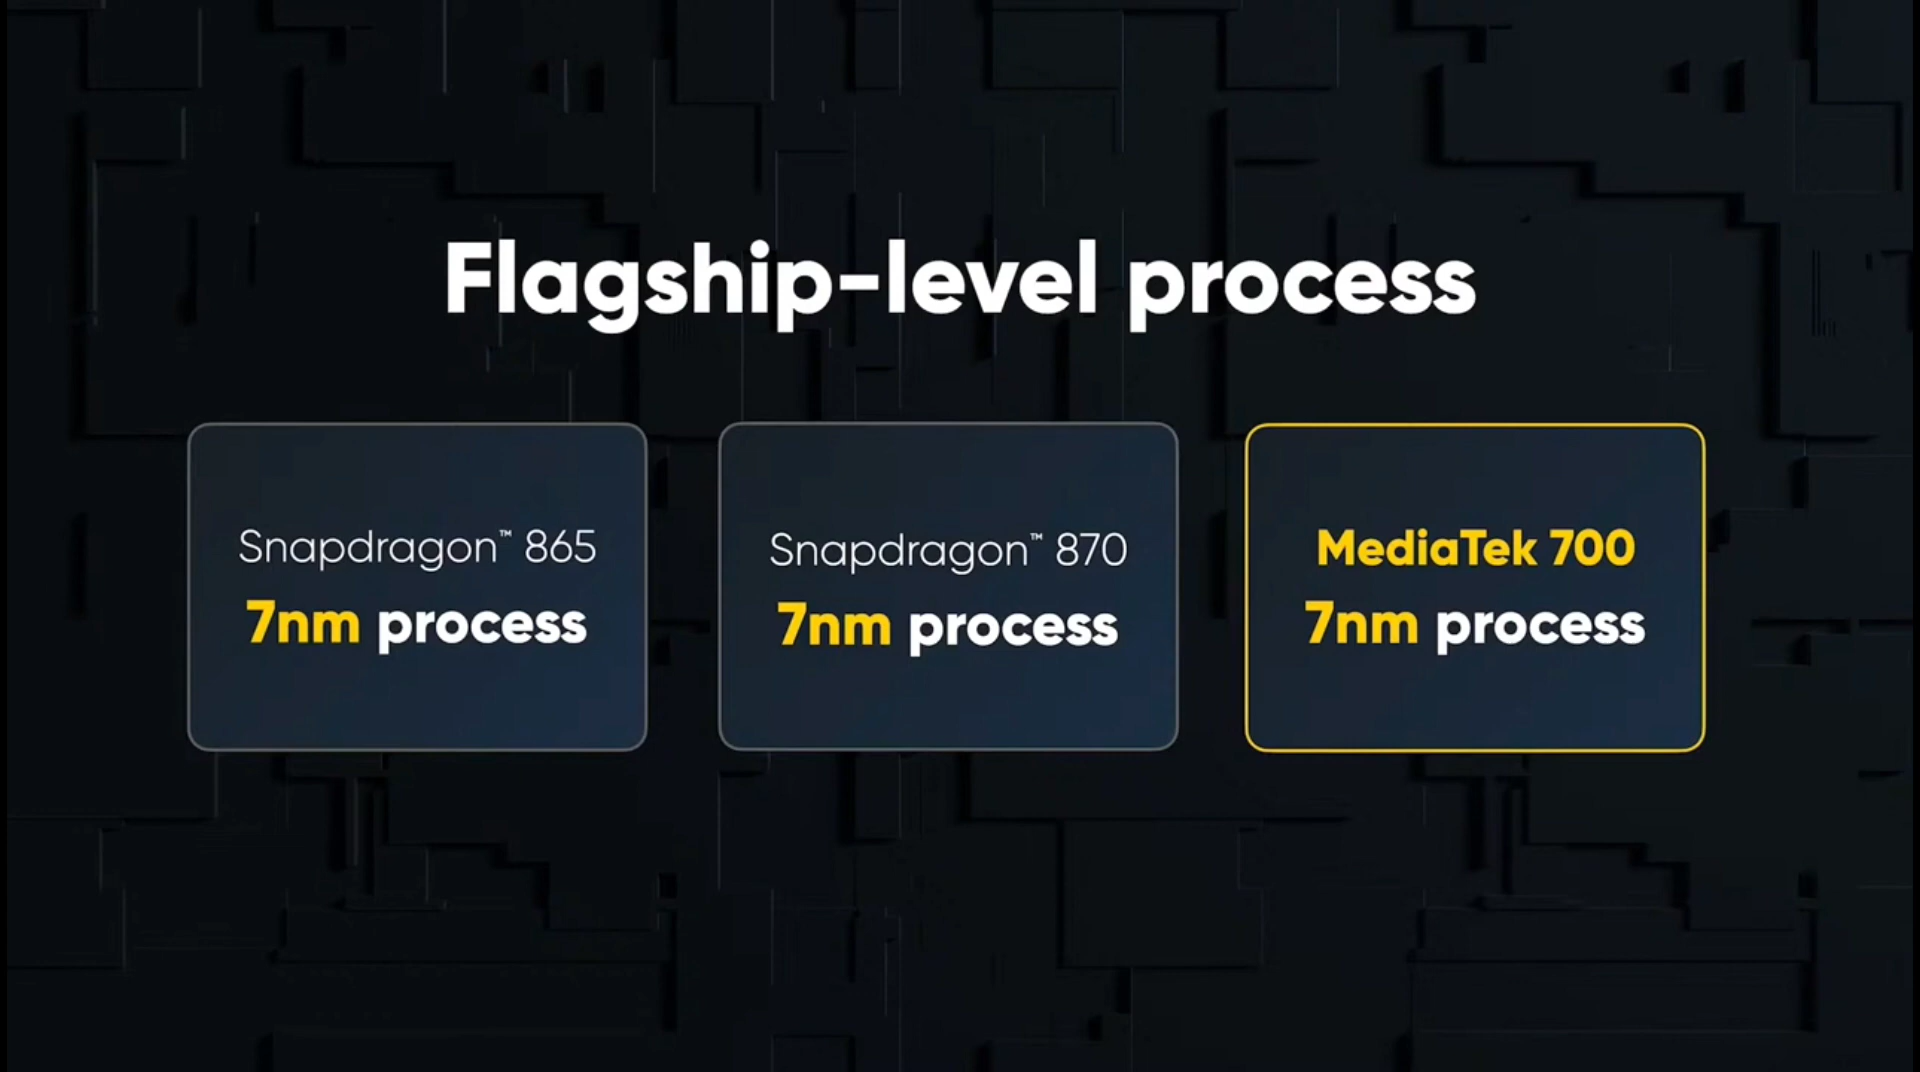 Flagship-level process
Snapdragon™ 865
7nm process
Snapdragon™ 870
7nm process
MediaTek 700
7nm process